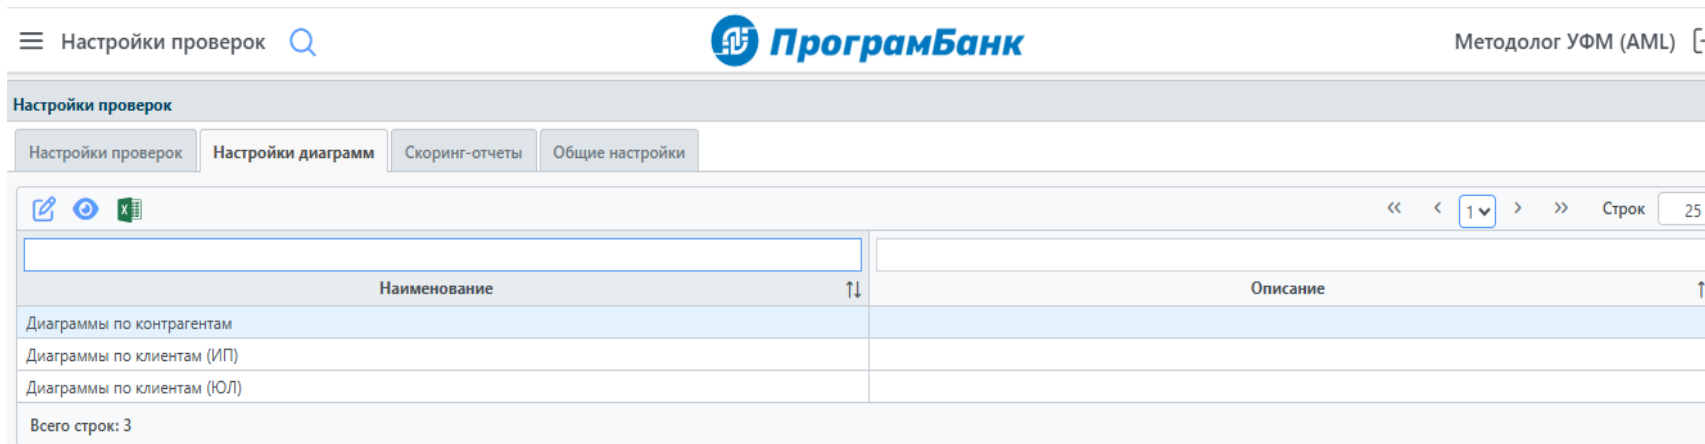 Настройки проверок ПрограмБанк Методолог УФМ (AML)
Настройки проверок
Настройки проверок Настройки диаграмм Скоринг-отчеты Общие настройки
1 Строк 25
Наименование Описание
Диаграммы по контрагентам
Диаграммы по клиентам (ИП)
Диаграммы по клиентам (ЮЛ)
Всего строк: 3